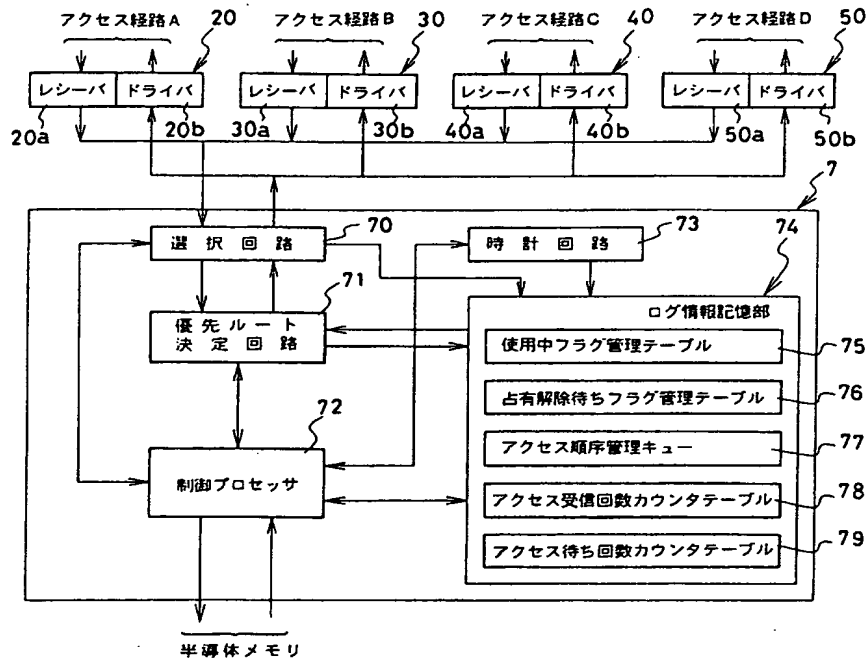 アクセス経路A
20
アクセス経路B
30
アクセス経路C
40
アクセス経路D
50
レシーバ
ドライバ
レシーバ
ドライバ
レシーバ
ドライバ
レシーバ
ドライバ
20a
20b
30a
30b
40a
40b
50a
50b
7
選択回路
70
時計回路
73
74
71
優先ルート
決定回路
ログ情報記憶部
使用中フラグ管理テーブル
75
占有解除待ちフラグ管理テーブル
76
72
制御プロセッサ
アクセス順序管理キュー
77
アクセス受信回数カウンタテーブル
78
アクセス待ち回数カウンタテーブル
79
半導体メモリ